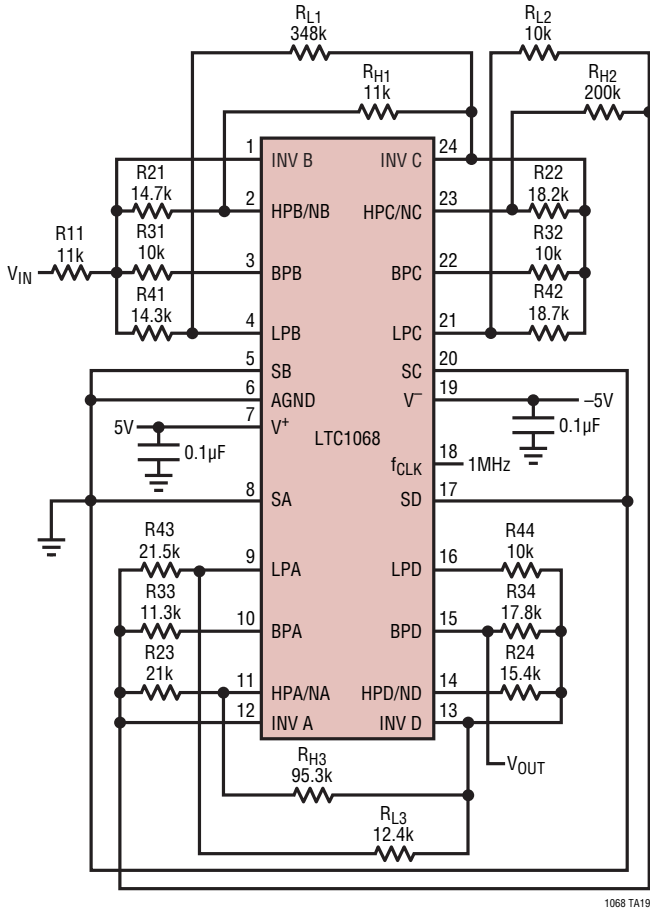 RL1
348k
RL2
10k
RH1
11k
RH2
200k
1
INV B
INV C
24
R21
14.7k
2
HPB/NB
HPC/NC
23
R22
18.2k
R11
11k
VIN
R31
10k
3
BPB
BPC
22
R32
10k
R41
14.3k
4
LPB
LPC
21
R42
18.7k
5
SB
SC
20
6
AGND
V–
19
–5V
0.1µF
5V
7
V+
0.1µF
LTC1068
fCLK
18
1MHz
8
SA
SD
17
R43
21.5k
9
LPA
LPD
16
R44
10k
R33
11.3k
10
BPA
BPD
15
R34
17.8k
R23
21k
11
HPA/NA
HPD/ND
14
R24
15.4k
12
INV A
INV D
13
VOUT
RH3
95.3k
RL3
12.4k
1068 TA19